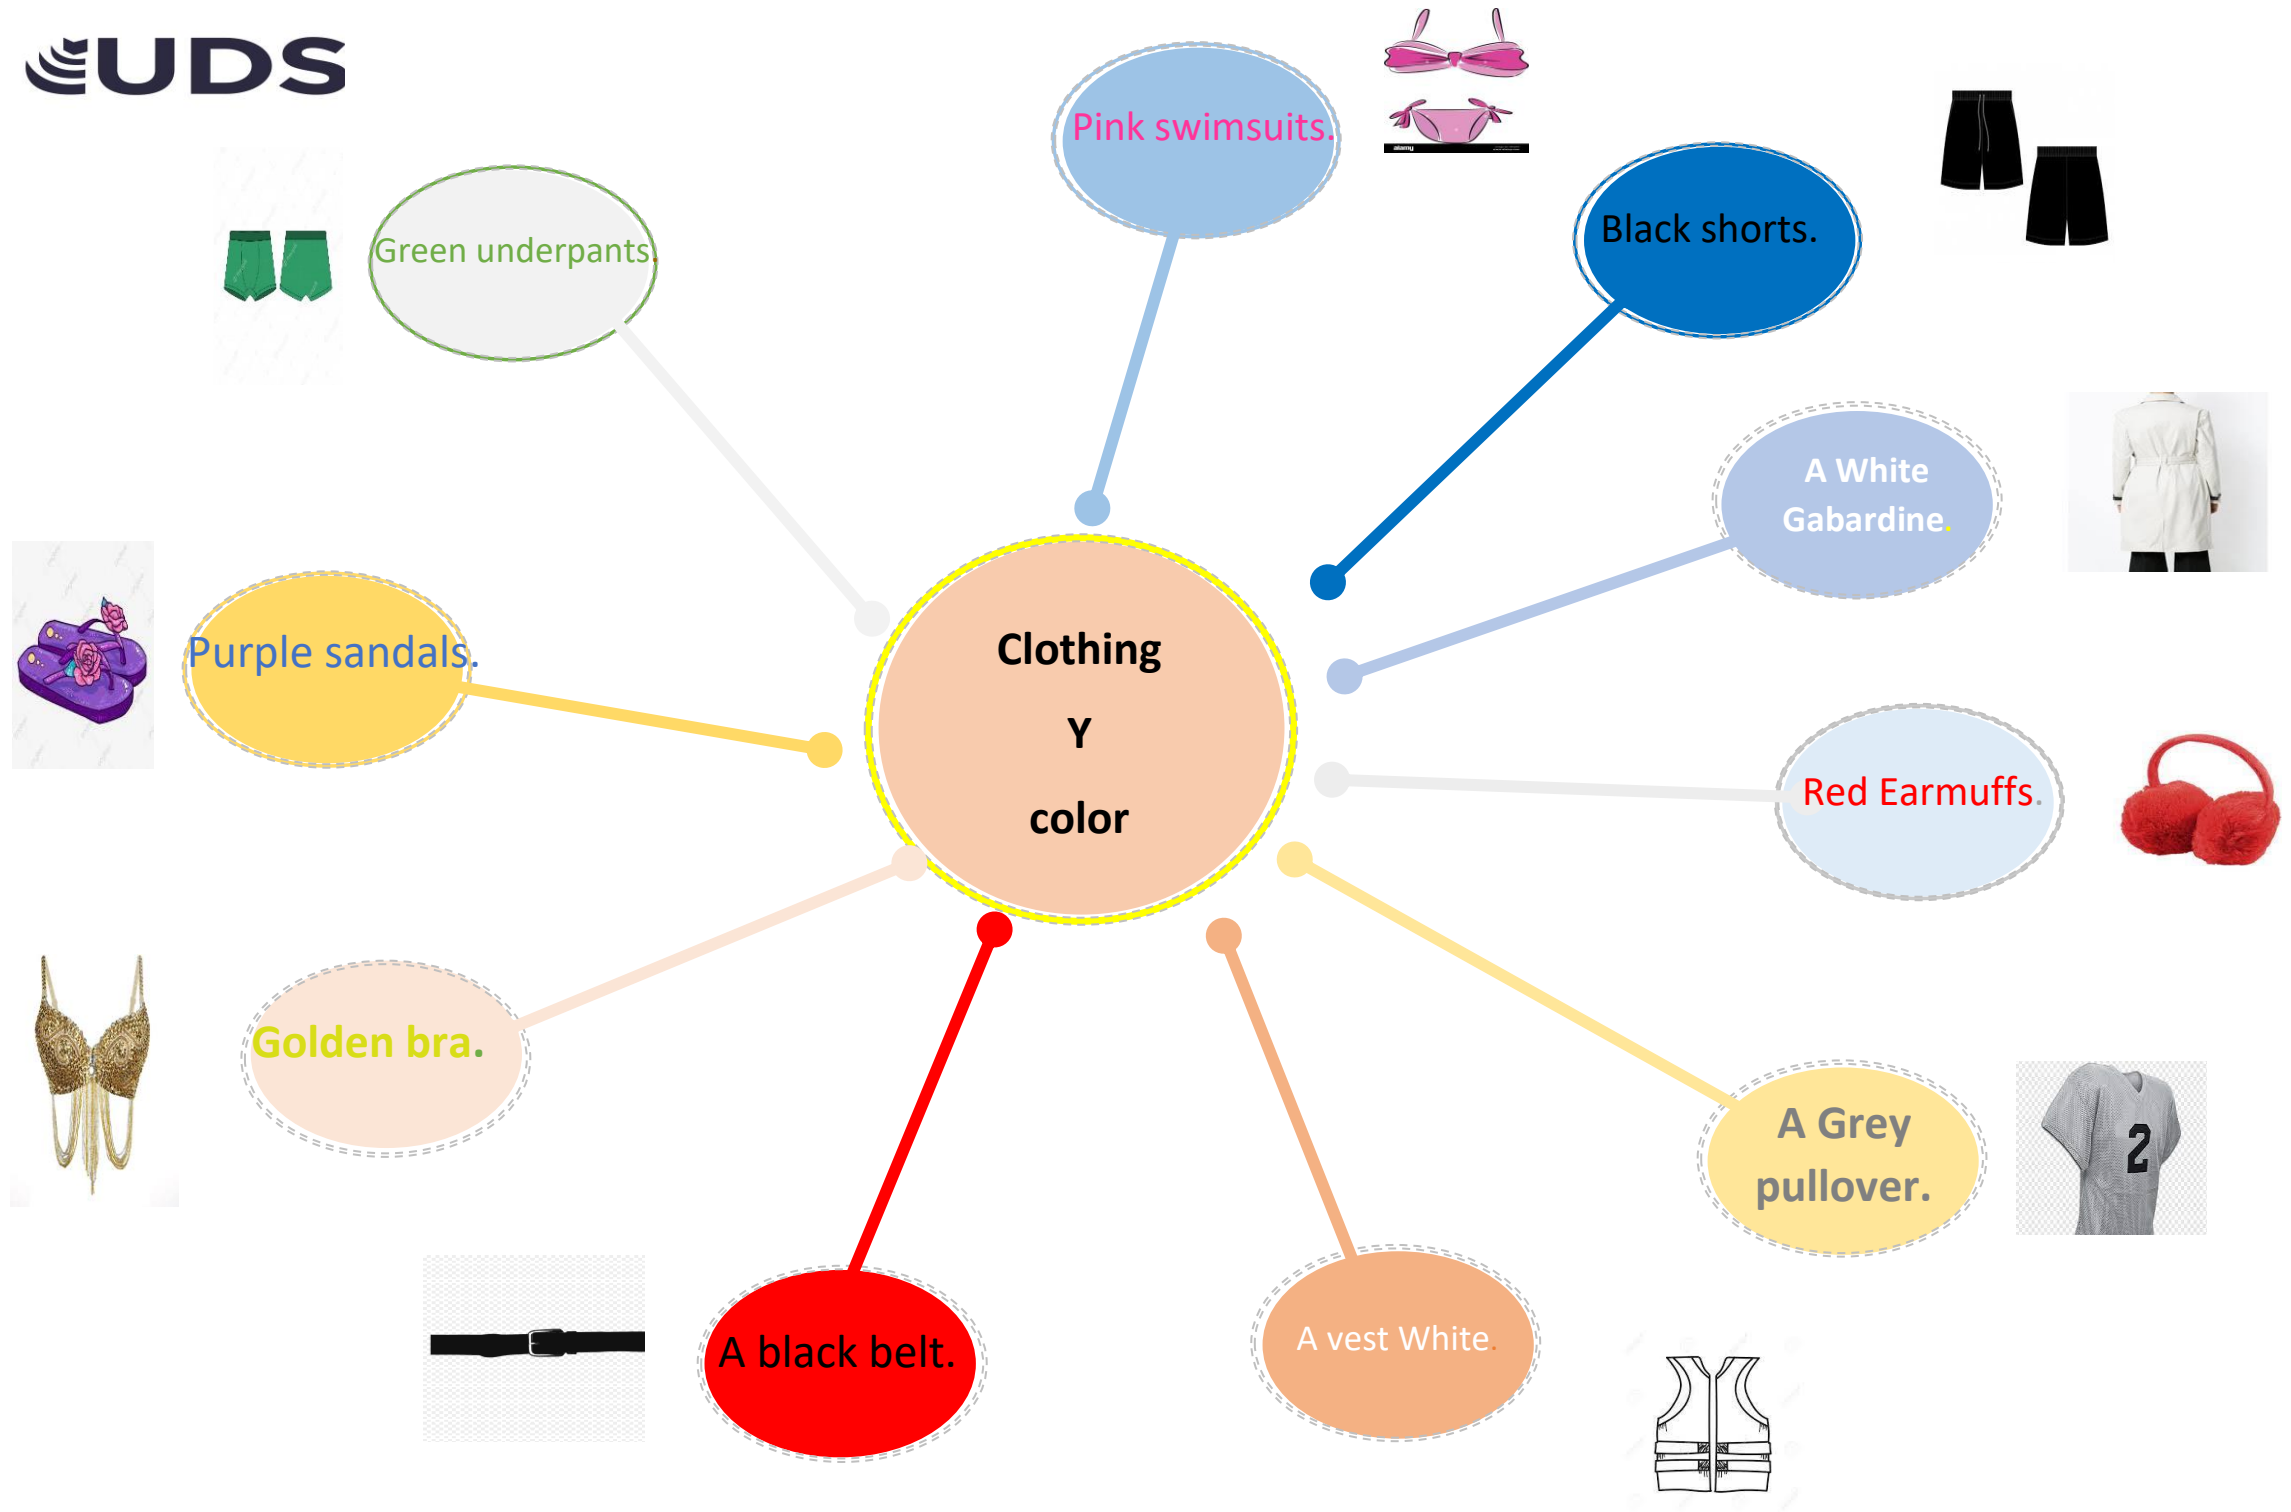 UDS
Pink swimsuits.
alamy
Black shorts.
Green underpants.
A White
Gabardine.
Clothing
Y
color
Purple sandals.
Red Earmuffs.
Golden bra.
A Grey
pullover.
2
A black belt.
A vest White.